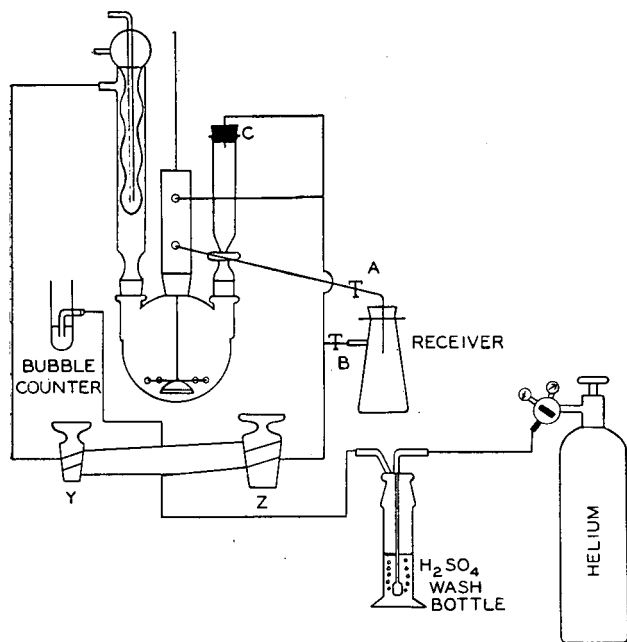 C
A
RECEIVER
B
BUBBLE
COUNTER
Y
Z
H₂SO₄
WASH
BOTTLE
HELIUM